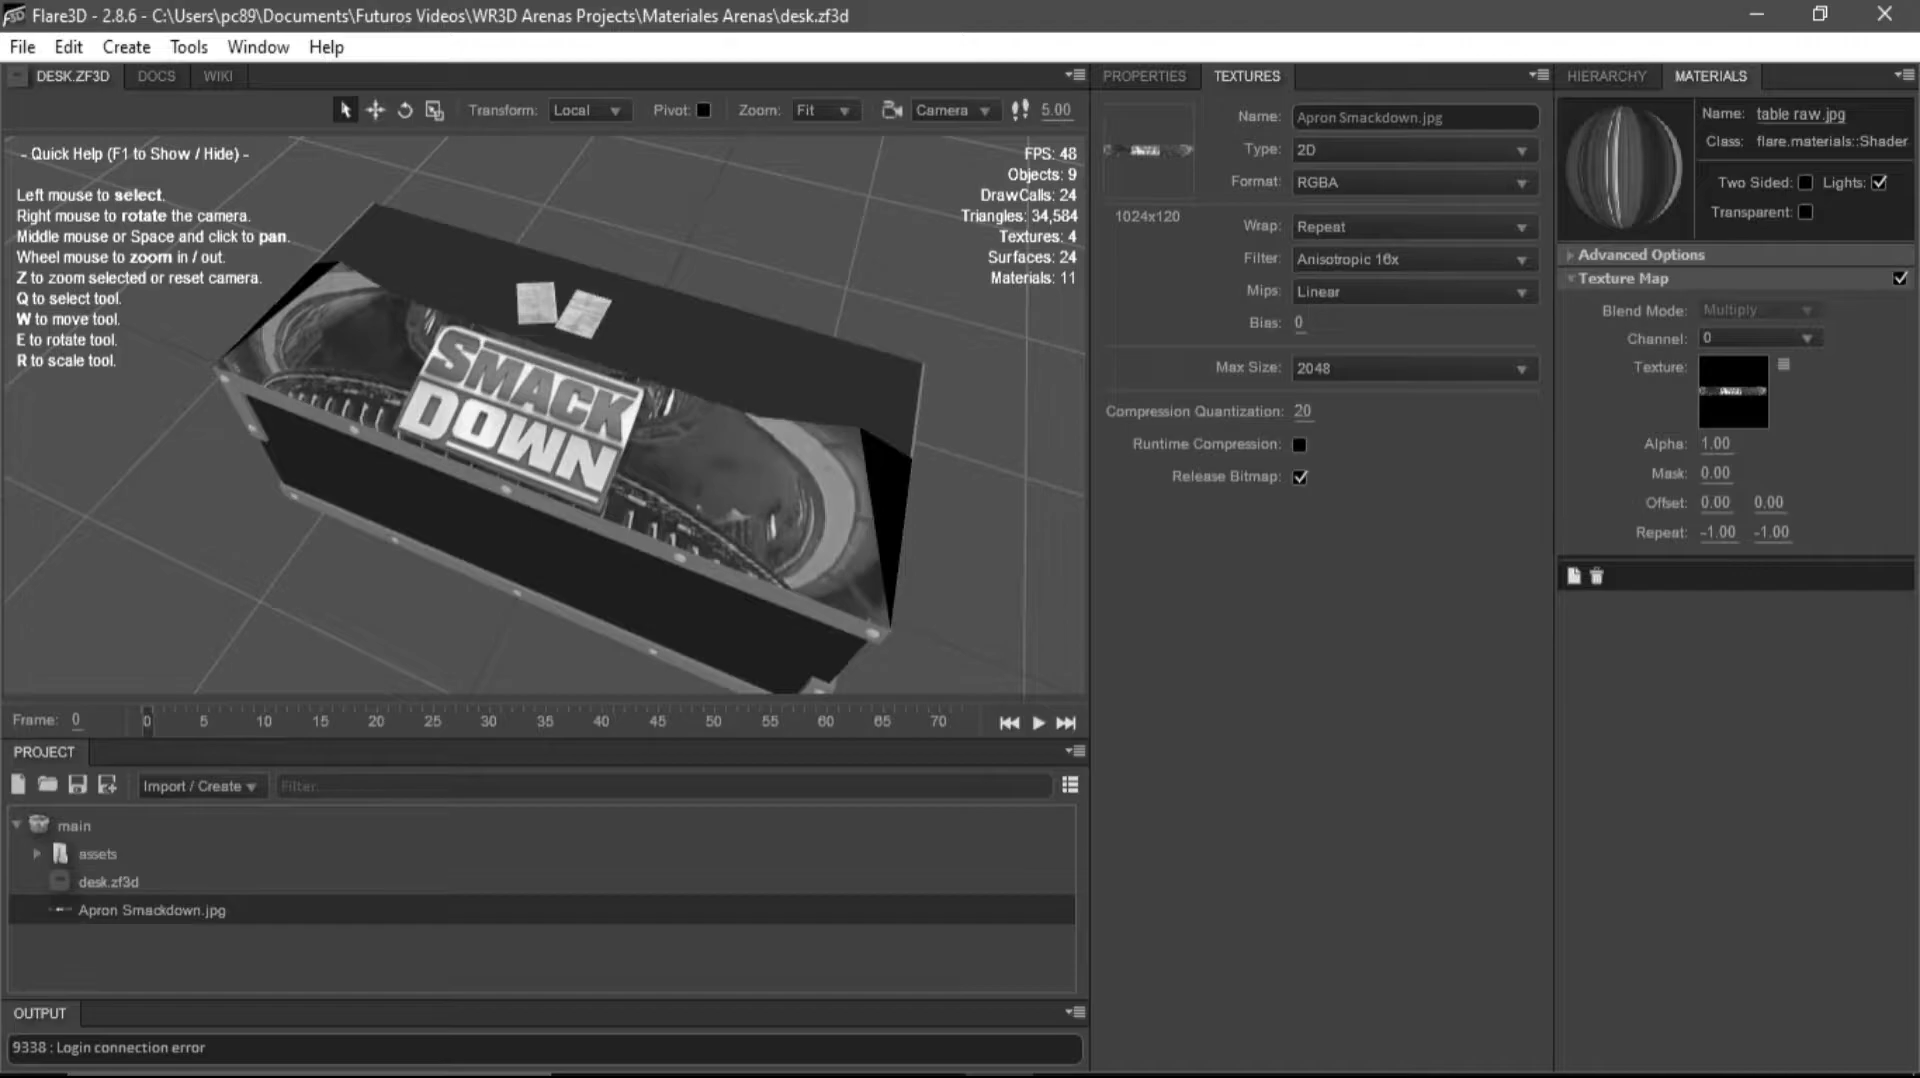 Flare3D - 2.8.6 - C:\Users\pc89\Documents\Futuros Videos\WR3D Arenas Projects\Materiales Arenas\desk.zf3d
File Edit Create Tools Window Help
DESK.ZF3D DOCS WIKI
Transform: Local Pivot: Zoom: Fit Camera 5.00
- Quick Help (F1 to Show / Hide) -
Left mouse to select.
Right mouse to rotate the camera.
Middle mouse or Space and click to pan.
Wheel mouse to zoom in / out.
Z to zoom selected or reset camera.
Q to select tool.
W to move tool.
E to rotate tool.
R to scale tool.
FPS: 48
Objects: 9
DrawCalls: 24
Triangles: 34,584
Textures: 4
Surfaces: 24
Materials: 11
SMACK
DOWN
Frame: 0 0 5 10 15 20 25 30 35 40 45 50 55 60 65 70
PROJECT
Import / Create Filter
main
assets
desk.zf3d
Apron Smackdown.jpg
OUTPUT
9338 : Login connection error
PROPERTIES TEXTURES
Name: Apron Smackdown.jpg
Type: 2D
Format: RGBA
1024x120
Wrap: Repeat
Filter: Anisotropic 16x
Mips: Linear
Bias: 0
Max Size: 2048
Compression Quantization: 20
Runtime Compression:
Release Bitmap:
HIERARCHY MATERIALS
Name: table raw.jpg
Class: flare.materials::Shader
Two Sided: Lights:
Transparent:
Advanced Options
Texture Map
Blend Mode: Multiply
Channel: 0
Texture:
Alpha: 1.00
Mask: 0.00
Offset: 0.00 0.00
Repeat: -1.00 -1.00